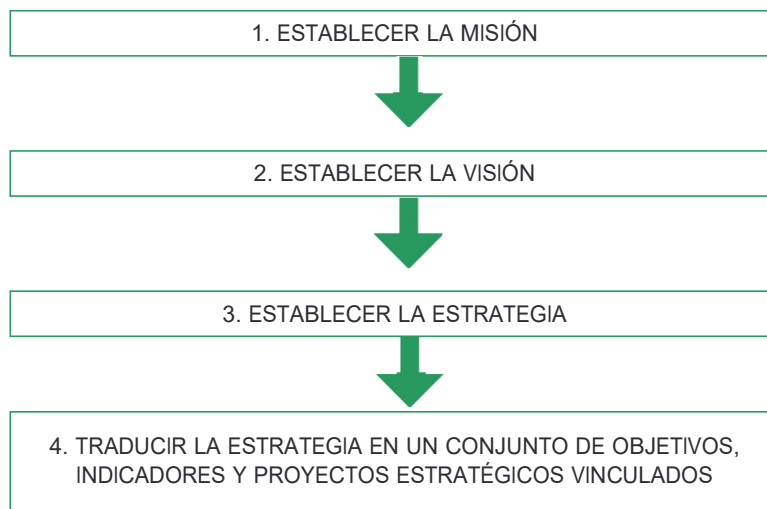 1. ESTABLECER LA MISIÓN
2. ESTABLECER LA VISIÓN
3. ESTABLECER LA ESTRATEGIA
4. TRADUCIR LA ESTRATEGIA EN UN CONJUNTO DE OBJETIVOS,
INDICADORES Y PROYECTOS ESTRATÉGICOS VINCULADOS